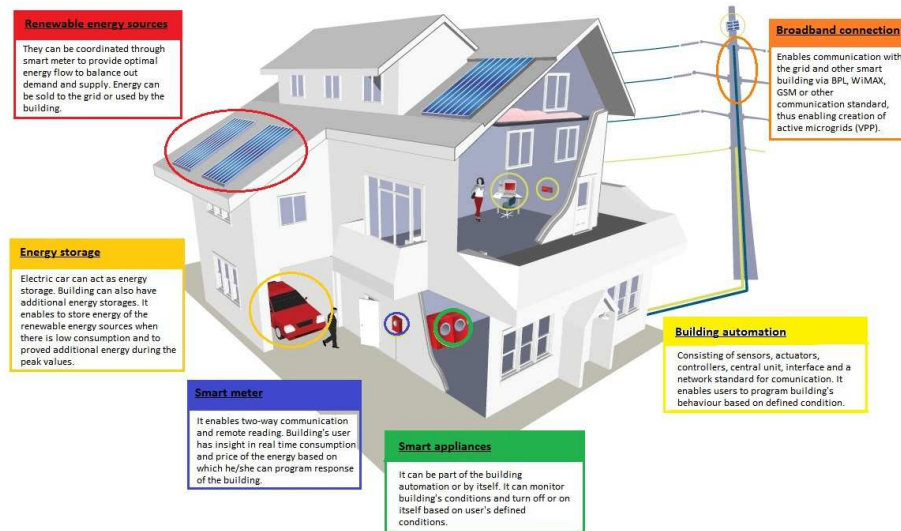 Renewable energy sources
They can be coordinated through
smart meter to provide optimal
energy flow to balance out
demand and supply. Energy can
be sold to the grid or used by the
building.
Broadband connection
Enables communication with
the grid and other smart
building via BPL, WiMAX,
GSM or other
communication standard,
thus enabling creation of
active microgrids (VPP).
Energy storage
Electric car can act as energy
storage. Building can also have
additional energy storages. It
enables to store energy of the
renewable energy sources when
there is low consumption and to
proved additional energy during the
peak values.
Building automation
Consisting of sensors, actuators,
controllers, central unit, interface and a
network standard for comunication. It
enables users to program building's
behaviour based on defined condition.
Smart meter
It enables two-way communication
and remote reading. Building's user
has insight in real time consumption
and price of the energy based on
which he/she can program response
of the building.
Smart appliances
It can be part of the building
automation or by itself. It can monitor
building's conditions and turn off or on
itself based on user's defined
conditions.